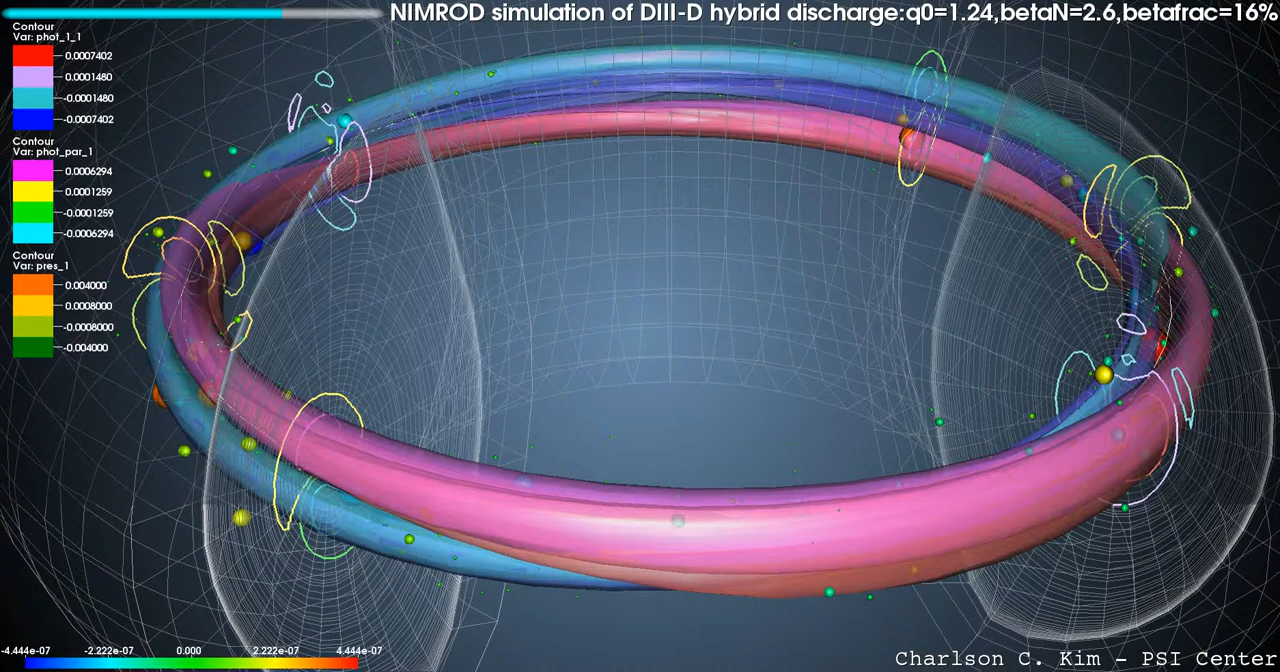 NIMROD simulation of DIII-D hybrid discharge:q0=1.24,betaN=2.6,betafrac=16%
Contour
Var: phot_1_1
0.0007402
0.0001480
-0.0001480
-0.0007402
Contour
Var: phot_par_1
0.0006294
0.0001259
-0.0001259
-0.0006294
Contour
Var: pres_1
0.004000
0.0008000
-0.0008000
-0.004000
-4.444e-07 -2.222e-07 0.000 2.222e-07 4.444e-07
Charlson C. Kim - PSI Center